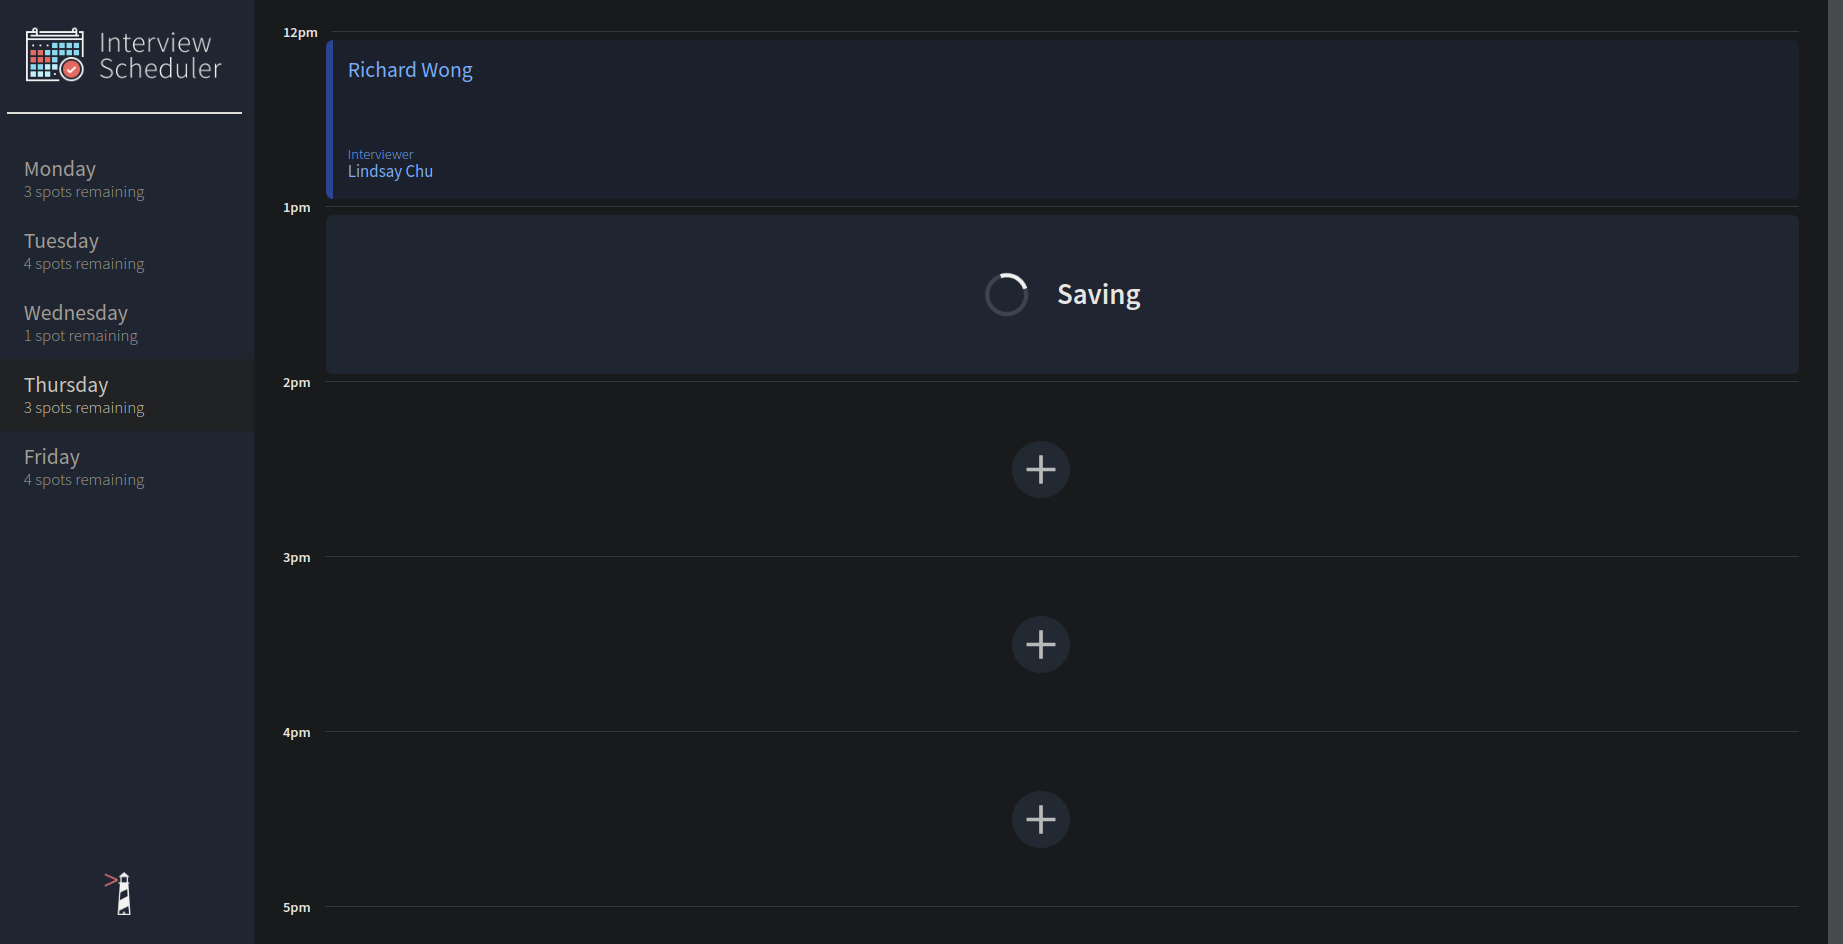 Interview
Scheduler
Monday
3 spots remaining
Tuesday
4 spots remaining
Wednesday
1 spot remaining
Thursday
3 spots remaining
Friday
4 spots remaining
12pm
Richard Wong
Interviewer
Lindsay Chu
1pm
Saving
2pm
3pm
4pm
5pm